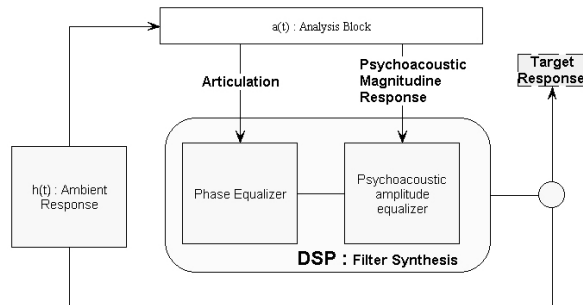 a(t) : Analysis Block
Articulation
Psychoacoustic
Magnitudine
Response
Target
Response
h(t) : Ambient
Response
Phase Equalizer
Psychoacoustic
amplitude
equalizer
DSP : Filter Synthesis